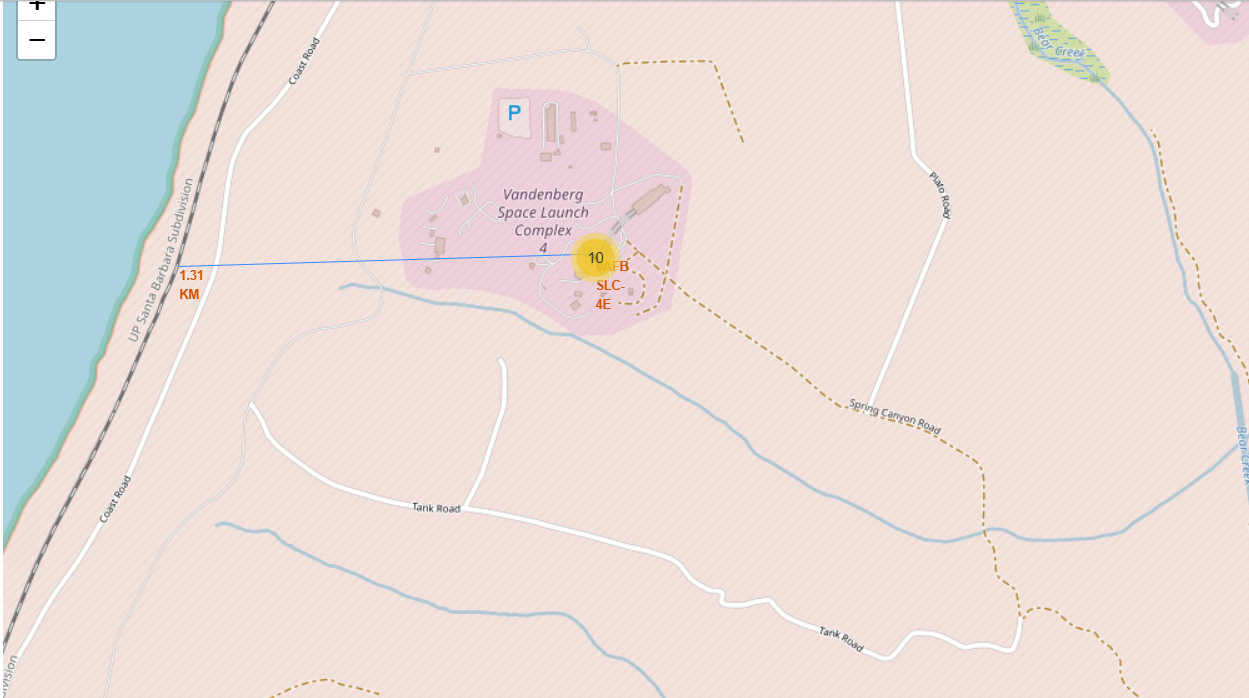 +
−
Coast Road
Bear Creek
P
Plato Road
Vandenberg
Space Launch
Complex
4
UP Santa Barbara Subdivision
10
1.31
KM
AFB
SLC-
4E
Spring Canyon Road
Bear Creek
Coast Road
Tank Road
Tank Road
division